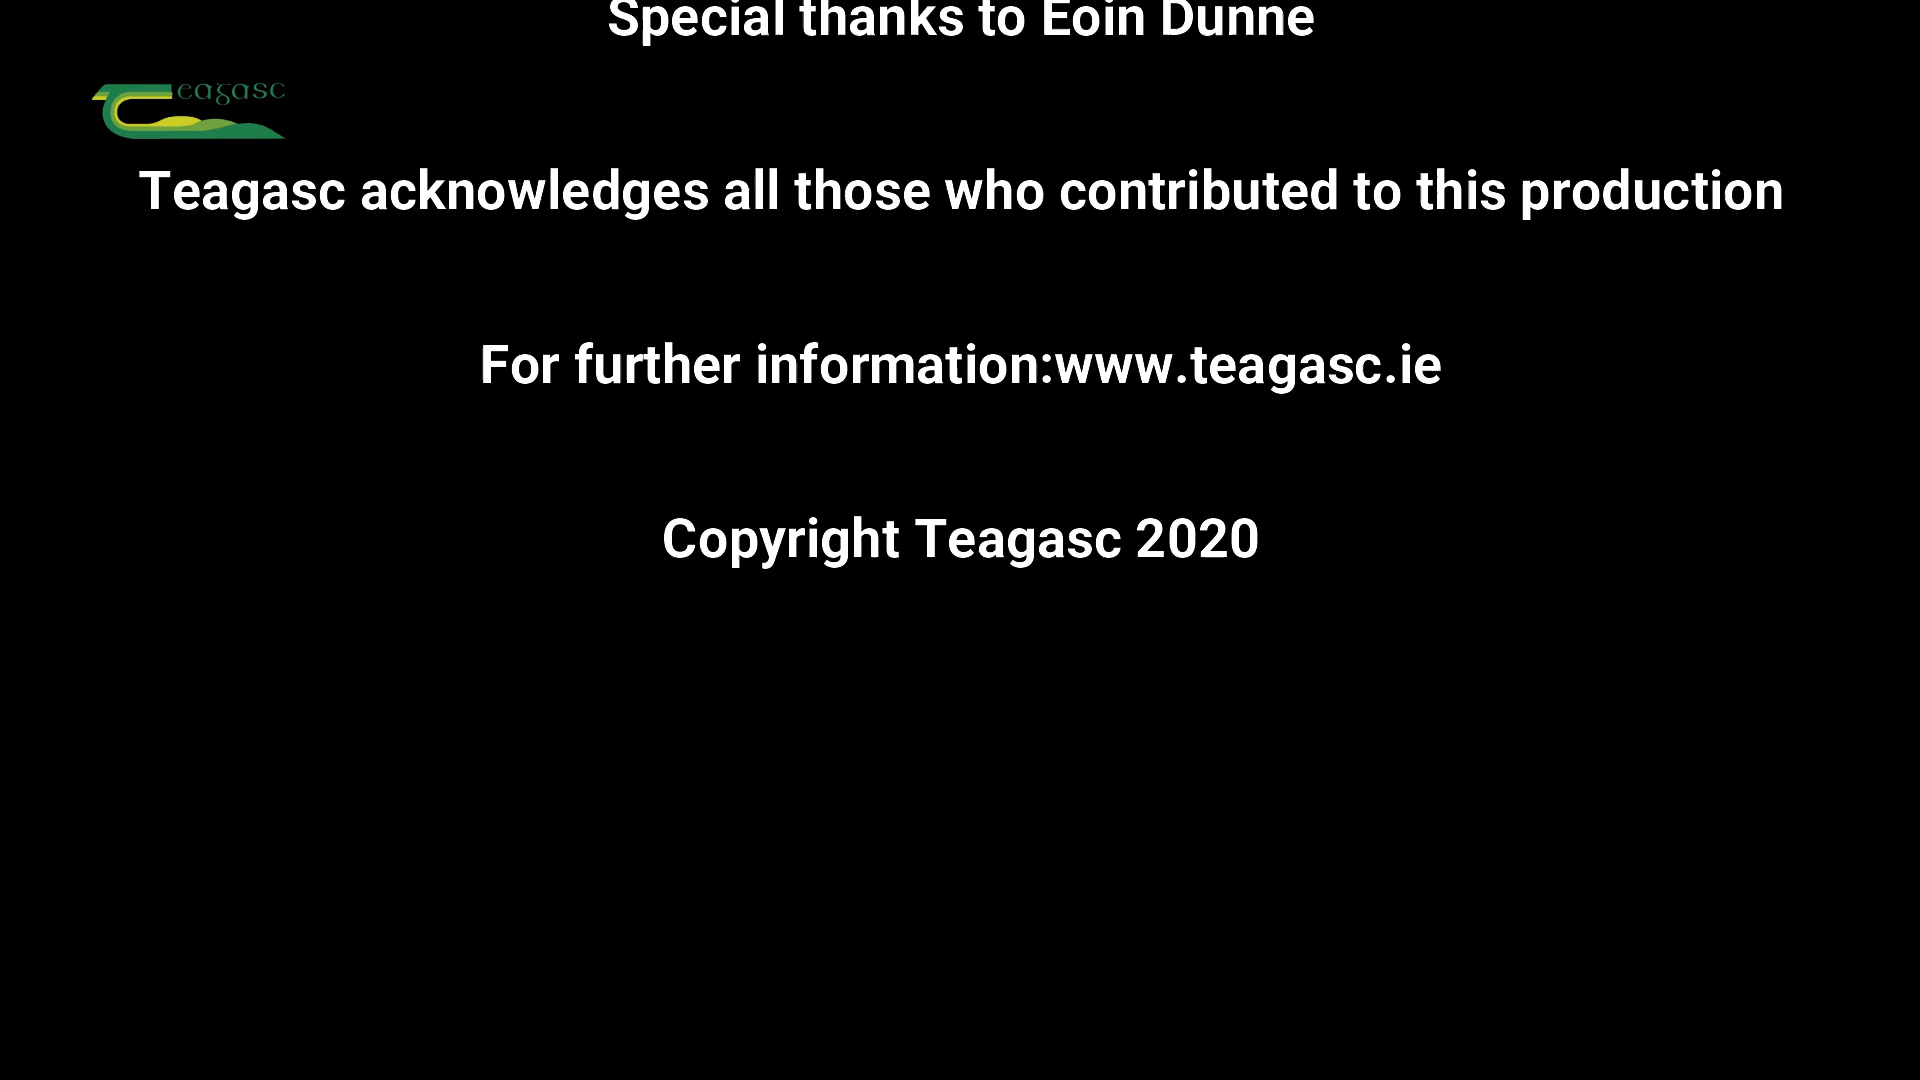 Special thanks to Eoin Dunne
Teagasc
Teagasc acknowledges all those who contributed to this production
For further information:www.teagasc.ie
Copyright Teagasc 2020